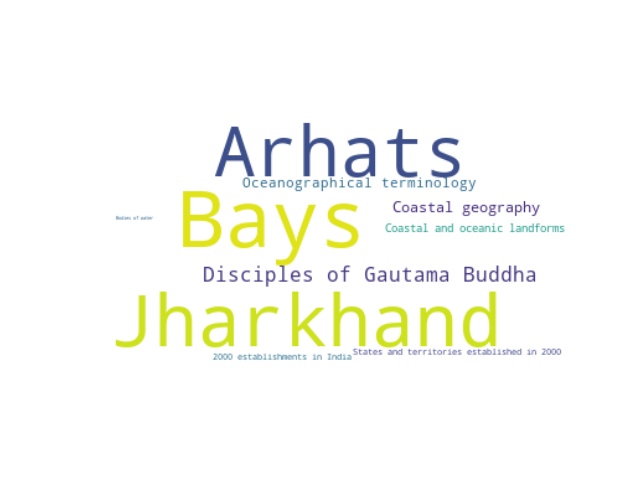 Arhats
Oceanographical terminology
Bays
Coastal geography
Bodies of water
Coastal and oceanic landforms
Disciples of Gautama Buddha
Jharkhand
2000 establishments in India
States and territories established in 2000